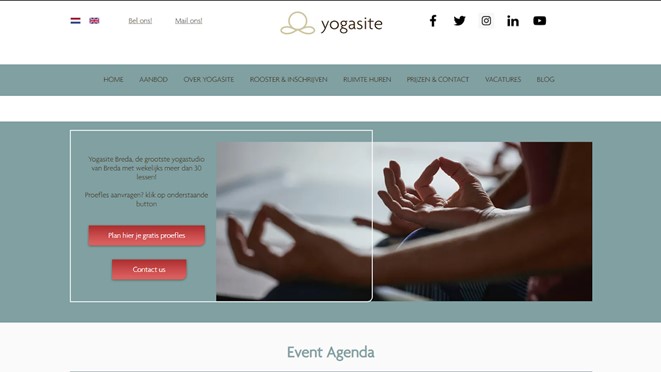 Bel ons!
Mail ons!
yogasite
HOME AANBOD OVER YOGASITE ROOSTER & INSCHRIJVEN RUIMTE HUREN PRIJZEN & CONTACT VACATURES BLOG
Yogasite Breda, de grootste yogastudio
van Breda met wekelijks meer dan 30
lessen!
Proefles aanvragen? klik op onderstaande
button
Plan hier je gratis proefles
Contact us
Event Agenda